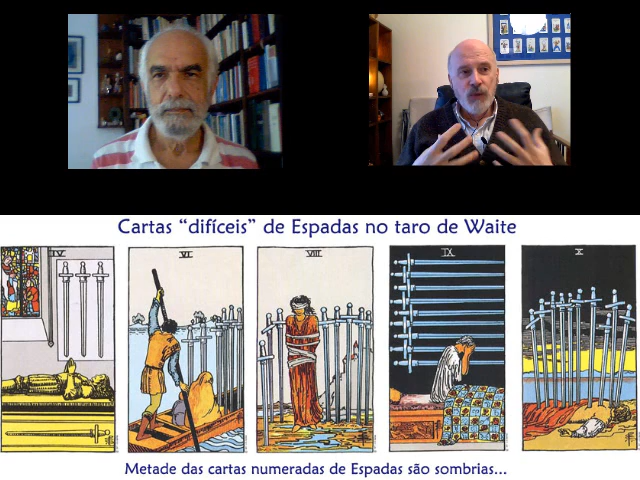 Cartas “difíceis” de Espadas no taro de Waite
IV
VI
VIII
IX
X
Metade das cartas numeradas de Espadas são sombrias...